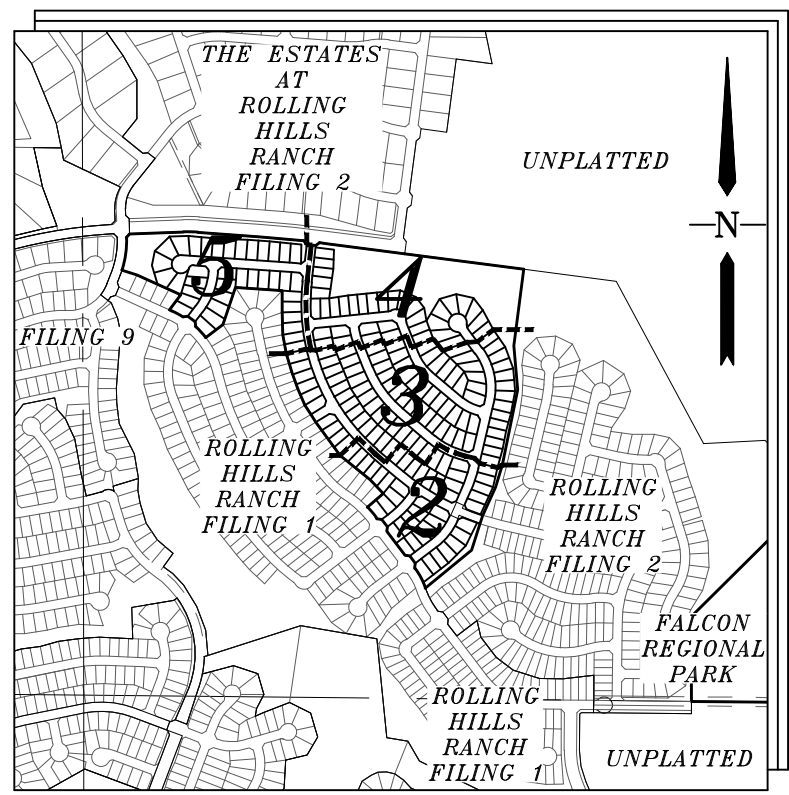 THE ESTATES
AT
ROLLING
HILLS
RANCH
FILING 2
UNPLATTED
N
5
4
FILING 9
3
ROLLING
HILLS
RANCH
FILING 1
2
ROLLING
HILLS
RANCH
FILING 2
FALCON
REGIONAL
PARK
ROLLING
HILLS
RANCH
FILING 1
UNPLATTED